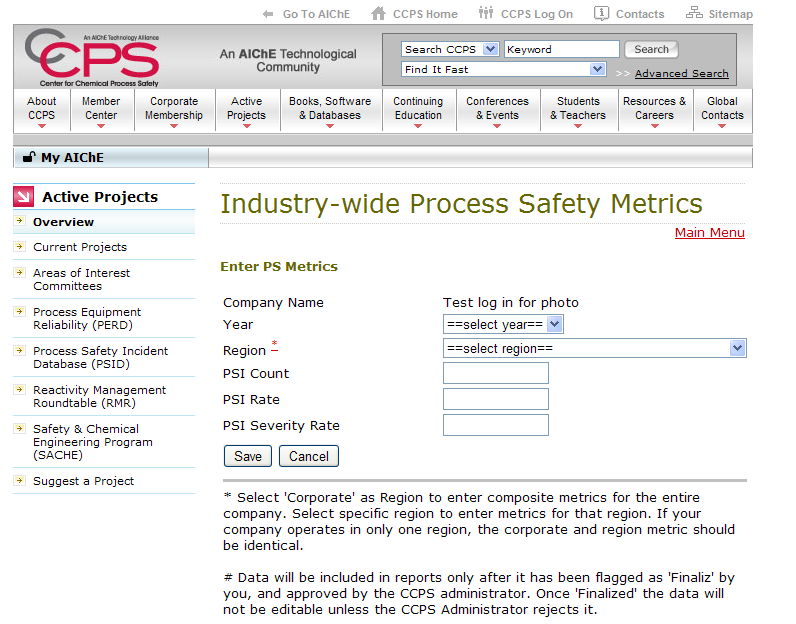 Go To AIChE CCPS Home CCPS Log On Contacts Sitemap
An AIChE Technology Alliance
CCPS
Center for Chemical Process Safety
An AIChE Technological
Community
Search CCPS Keyword Search
Find It Fast >> Advanced Search
About
CCPS
Member
Center
Corporate
Membership
Active
Projects
Books, Software
& Databases
Continuing
Education
Conferences
& Events
Students
& Teachers
Resources &
Careers
Global
Contacts
My AIChE
Active Projects
Overview
Current Projects
Areas of Interest
Committees
Process Equipment
Reliability (PERD)
Process Safety Incident
Database (PSID)
Reactivity Management
Roundtable (RMR)
Safety & Chemical
Engineering Program
(SACHE)
Suggest a Project
Industry-wide Process Safety Metrics
Main Menu
Enter PS Metrics
Company Name Test log in for photo
Year ==select year==
Region * ==select region==
PSI Count
PSI Rate
PSI Severity Rate
Save Cancel
* Select 'Corporate' as Region to enter composite metrics for the entire
company. Select specific region to enter metrics for that region. If your
company operates in only one region, the corporate and region metric should
be identical.
# Data will be included in reports only after it has been flagged as 'Finaliz' by
you, and approved by the CCPS administrator. Once 'Finalized' the data will
not be editable unless the CCPS Administrator rejects it.